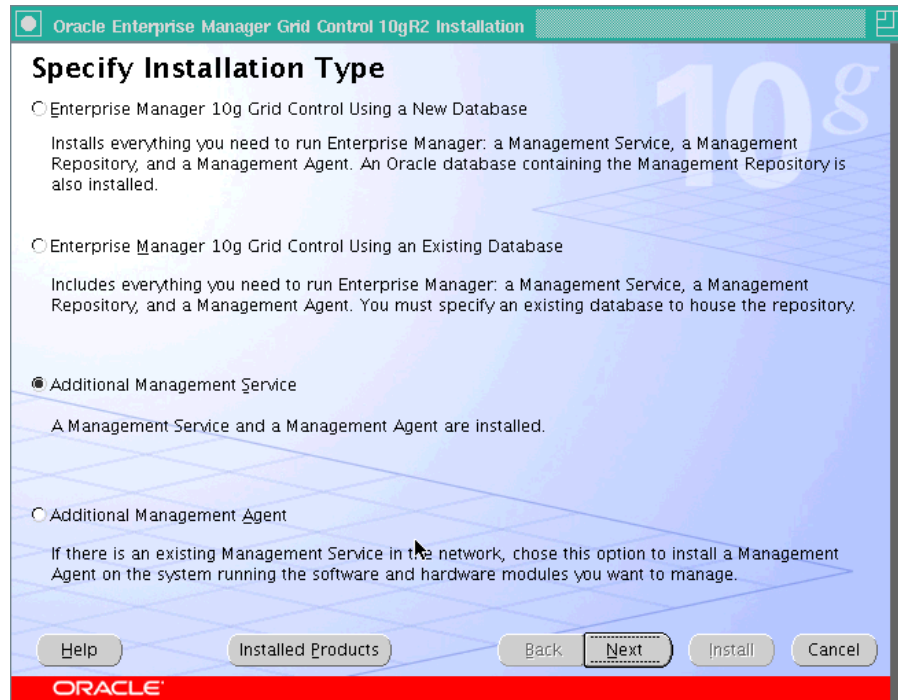 Oracle Enterprise Manager Grid Control 10gR2 Installation
Specify Installation Type
10g
Enterprise Manager 10g Grid Control Using a New Database
Installs everything you need to run Enterprise Manager: a Management Service, a Management
Repository, and a Management Agent. An Oracle database containing the Management Repository is
also installed.
Enterprise Manager 10g Grid Control Using an Existing Database
Includes everything you need to run Enterprise Manager: a Management Service, a Management
Repository, and a Management Agent. You must specify an existing database to house the repository.
Additional Management Service
A Management Service and a Management Agent are installed.
Additional Management Agent
If there is an existing Management Service in the network, chose this option to install a Management
Agent on the system running the software and hardware modules you want to manage.
Help Installed Products Back Next Install Cancel
ORACLE